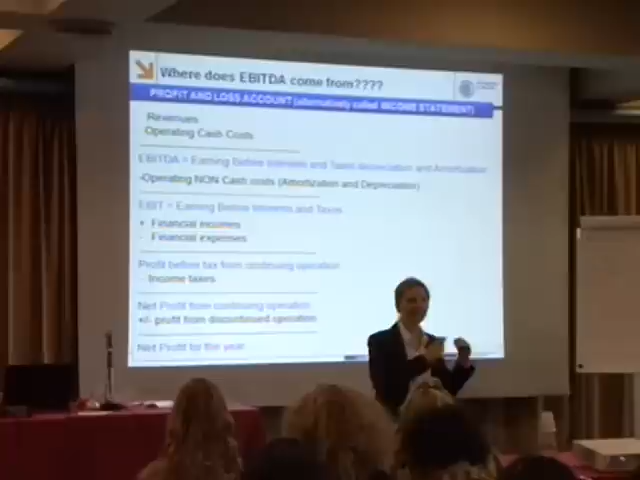 Where does EBITDA come from????
PROFIT AND LOSS ACCOUNT (alternatively called INCOME STATEMENT)
Revenues
-Operating Cash Costs
EBITDA = Earning Before Interests and Taxes depreciation and Amortization
-Operating NON Cash costs (Amortization and Depreciation)
EBIT = Earning Before Interests and Taxes
+ Financial incomes
- Financial expenses
Profit before tax from continuing operation
- Income taxes
Net Profit from continuing operation
+/- profit from discontinued operation
Net Profit for the year